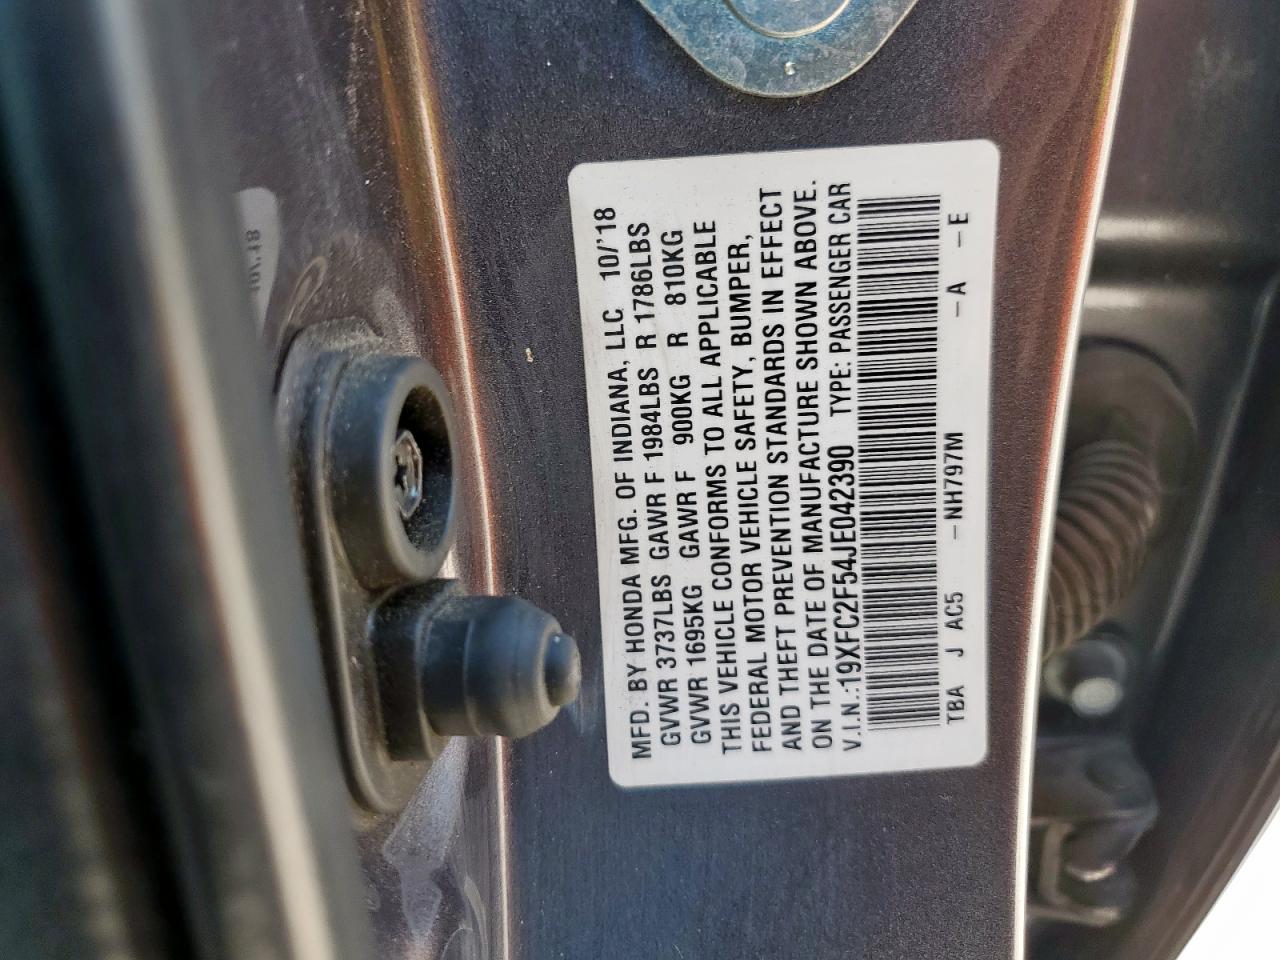 MFD. BY HONDA MFG. OF INDIANA, LLC 10/'18
GVWR 3737LBS GAWR F 1984LBS R 1786LBS
GVWR 1695KG GAWR F 900KG R 810KG
THIS VEHICLE CONFORMS TO ALL APPLICABLE
FEDERAL MOTOR VEHICLE SAFETY, BUMPER,
AND THEFT PREVENTION STANDARDS IN EFFECT
ON THE DATE OF MANUFACTURE SHOWN ABOVE.
V.I.N.:19XFC2F54JE042390 TYPE: PASSENGER CAR
TBA J AC5 -NH797M -A -E